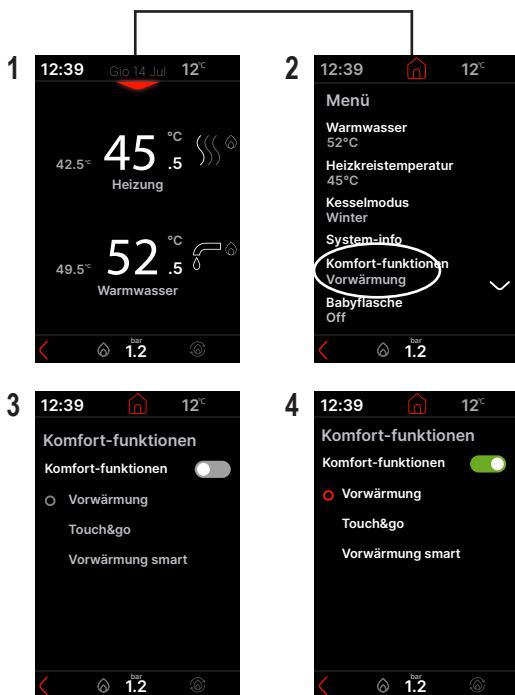 1
12:39 Gio 14 Jul 12°C
42.5°C 45.5 °C
Heizung
49.5°C 52.5 °C
Warmwasser
bar
1.2
2
12:39 12°C
Menü
Warmwasser
52°C
Heizkreistemperatur
45°C
Kesselmodus
Winter
System-info
Komfort-funktionen
Vorwärmung
Babyflasche
Off
bar
1.2
3
12:39 12°C
Komfort-funktionen
Komfort-funktionen
Vorwärmung
Touch&go
Vorwärmung smart
bar
1.2
4
12:39 12°C
Komfort-funktionen
Komfort-funktionen
Vorwärmung
Touch&go
Vorwärmung smart
bar
1.2